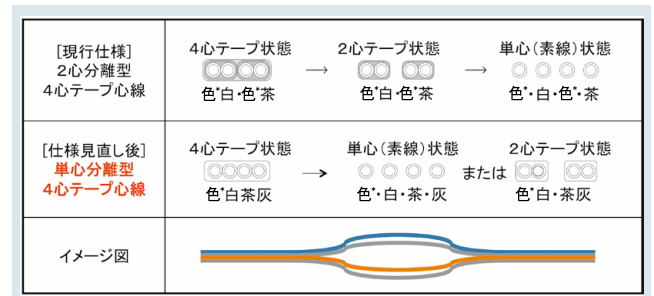 [現行仕様]
2心分離型
4心テープ心線
4心テープ状態
色*白・色*茶
→
2心テープ状態
色*白・色*茶
→
単心(素線)状態
色*・白・色*・茶
[仕様見直し後]
単心分離型
4心テープ心線
4心テープ状態
色*白茶灰
→
単心(素線)状態
色*・白・茶・灰
または
2心テープ状態
色*白・茶灰
イメージ図